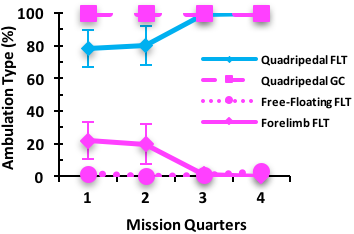 Ambulation Type (%)
100
80
60
40
20
0
1 2 3 4
Mission Quarters
Quadripedal FLT
Quadripedal GC
Free-Floating FLT
Forelimb FLT